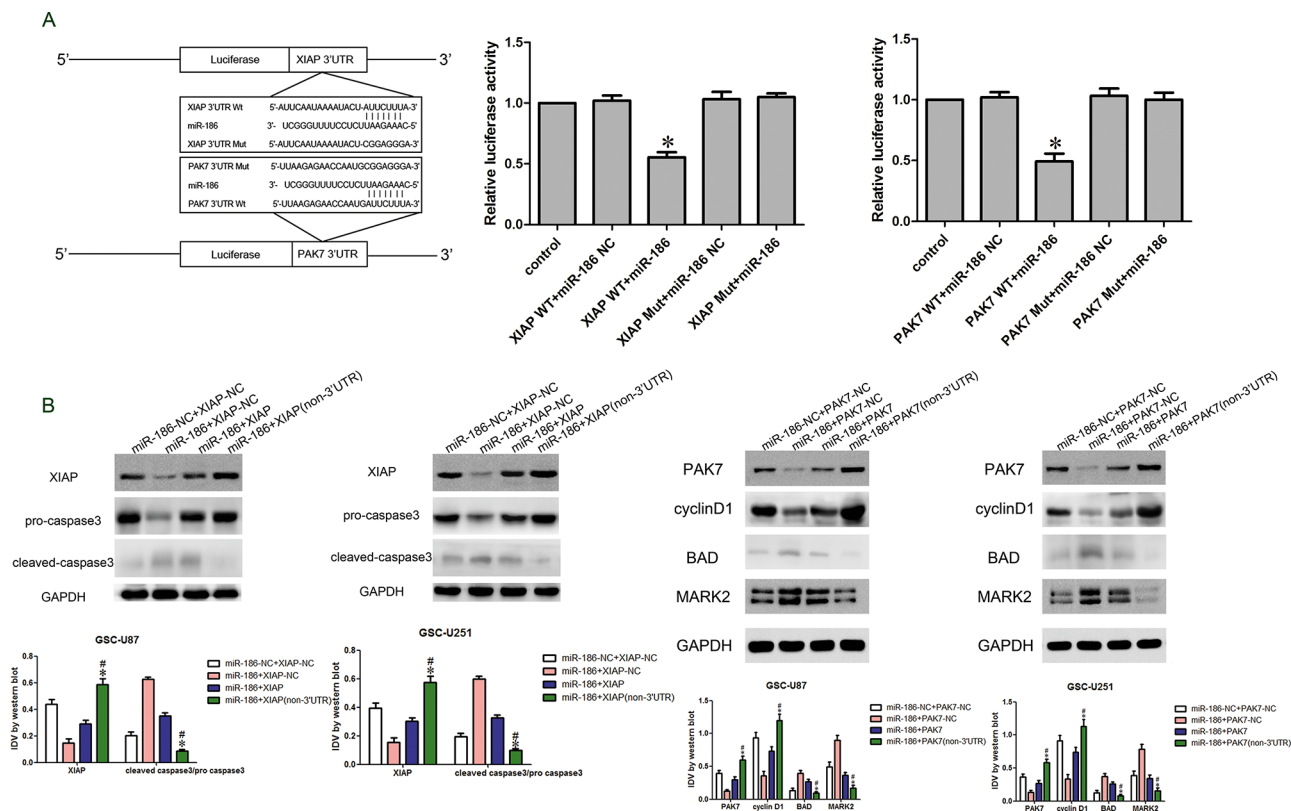 A
5'
Luciferase
XIAP 3'UTR
3'
XIAP 3'UTR Wt 5'-AUUCAAUAAAAUACU-AUUCUUUA-3'
miR-186 3'- UCGGGUUUUCCUCUUAAGAAAC-5'
XIAP 3'UTR Mut 5'-AUUCAAUAAAAUACU-CGGAGGGA-3'
PAK7 3'UTR Mut 5'-UUAAGAGAACCAAUGCGGAGGGA-3'
miR-186 3'- UCGGGUUUUCCUCUUAAGAAAC-5'
PAK7 3'UTR Wt 5'-UUAAGAGAACCAAUGAUUCUUUA-3'
5'
Luciferase
PAK7 3'UTR
3'
Relative luciferase activity
1.5
1.0
0.5
0.0
*
control
XIAP WT+miR-186 NC
XIAP WT+miR-186
XIAP Mut+miR-186 NC
XIAP Mut+miR-186
Relative luciferase activity
1.5
1.0
0.5
0.0
*
control
PAK7 WT+miR-186 NC
PAK7 WT+miR-186
PAK7 Mut+miR-186 NC
PAK7 Mut+miR-186
B
miR-186-NC+XIAP-NC
miR-186+XIAP-NC
miR-186+XIAP
miR-186+XIAP(non-3'UTR)
XIAP
pro-caspase3
cleaved-caspase3
GAPDH
miR-186-NC+XIAP-NC
miR-186+XIAP-NC
miR-186+XIAP
miR-186+XIAP(non-3'UTR)
XIAP
pro-caspase3
cleaved-caspase3
GAPDH
miR-186-NC+PAK7-NC
miR-186+PAK7-NC
miR-186+PAK7
miR-186+PAK7(non-3'UTR)
PAK7
cyclinD1
BAD
MARK2
GAPDH
miR-186-NC+PAK7-NC
miR-186+PAK7-NC
miR-186+PAK7
miR-186+PAK7(non-3'UTR)
PAK7
cyclinD1
BAD
MARK2
GAPDH
GSC-U87
IDV by western blot
0.8
0.6
0.4
0.2
0.0
#
*
#
*
XIAP
cleaved caspase3/pro caspase3
miR-186-NC+XIAP-NC
miR-186+XIAP-NC
miR-186+XIAP
miR-186+XIAP(non-3'UTR)
GSC-U251
IDV by western blot
0.8
0.6
0.4
0.2
0.0
#
*
#
*
XIAP
cleaved caspase3/pro caspase3
miR-186-NC+XIAP-NC
miR-186+XIAP-NC
miR-186+XIAP
miR-186+XIAP(non-3'UTR)
GSC-U87
IDV by western blot
1.5
1.0
0.5
0.0
#
*
#
*
#
*
#
*
PAK7
cyclin D1
BAD
MARK2
miR-186-NC+PAK7-NC
miR-186+PAK7-NC
miR-186+PAK7
miR-186+PAK7(non-3'UTR)
GSC-U251
IDV by western blot
1.5
1.0
0.5
0.0
#
*
#
*
#
*
#
*
PAK7
cyclin D1
BAD
MARK2
miR-186-NC+PAK7-NC
miR-186+PAK7-NC
miR-186+PAK7
miR-186+PAK7(non-3'UTR)